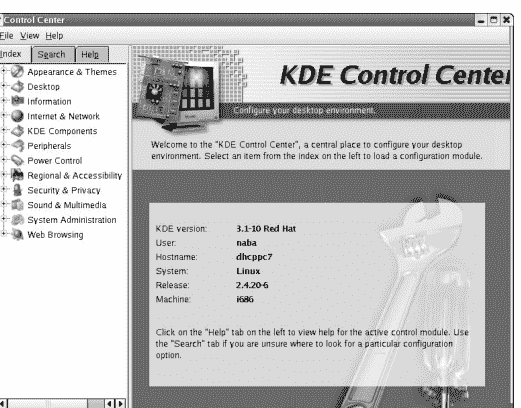 Control Center
File View Help
Index Search Help
Appearance & Themes
Desktop
Information
Internet & Network
KDE Components
Peripherals
Power Control
Regional & Accessibility
Security & Privacy
Sound & Multimedia
System Administration
Web Browsing
KDE Control Center
Configure your desktop environment.
Welcome to the "KDE Control Center", a central place to configure your desktop
environment. Select an item from the index on the left to load a configuration module.
KDE version: 3.1-10 Red Hat
User: naba
Hostname: dhcppc7
System: Linux
Release: 2.4.20-6
Machine: i686
Click on the "Help" tab on the left to view help for the active control module. Use
the "Search" tab if you are unsure where to look for a particular configuration
option.